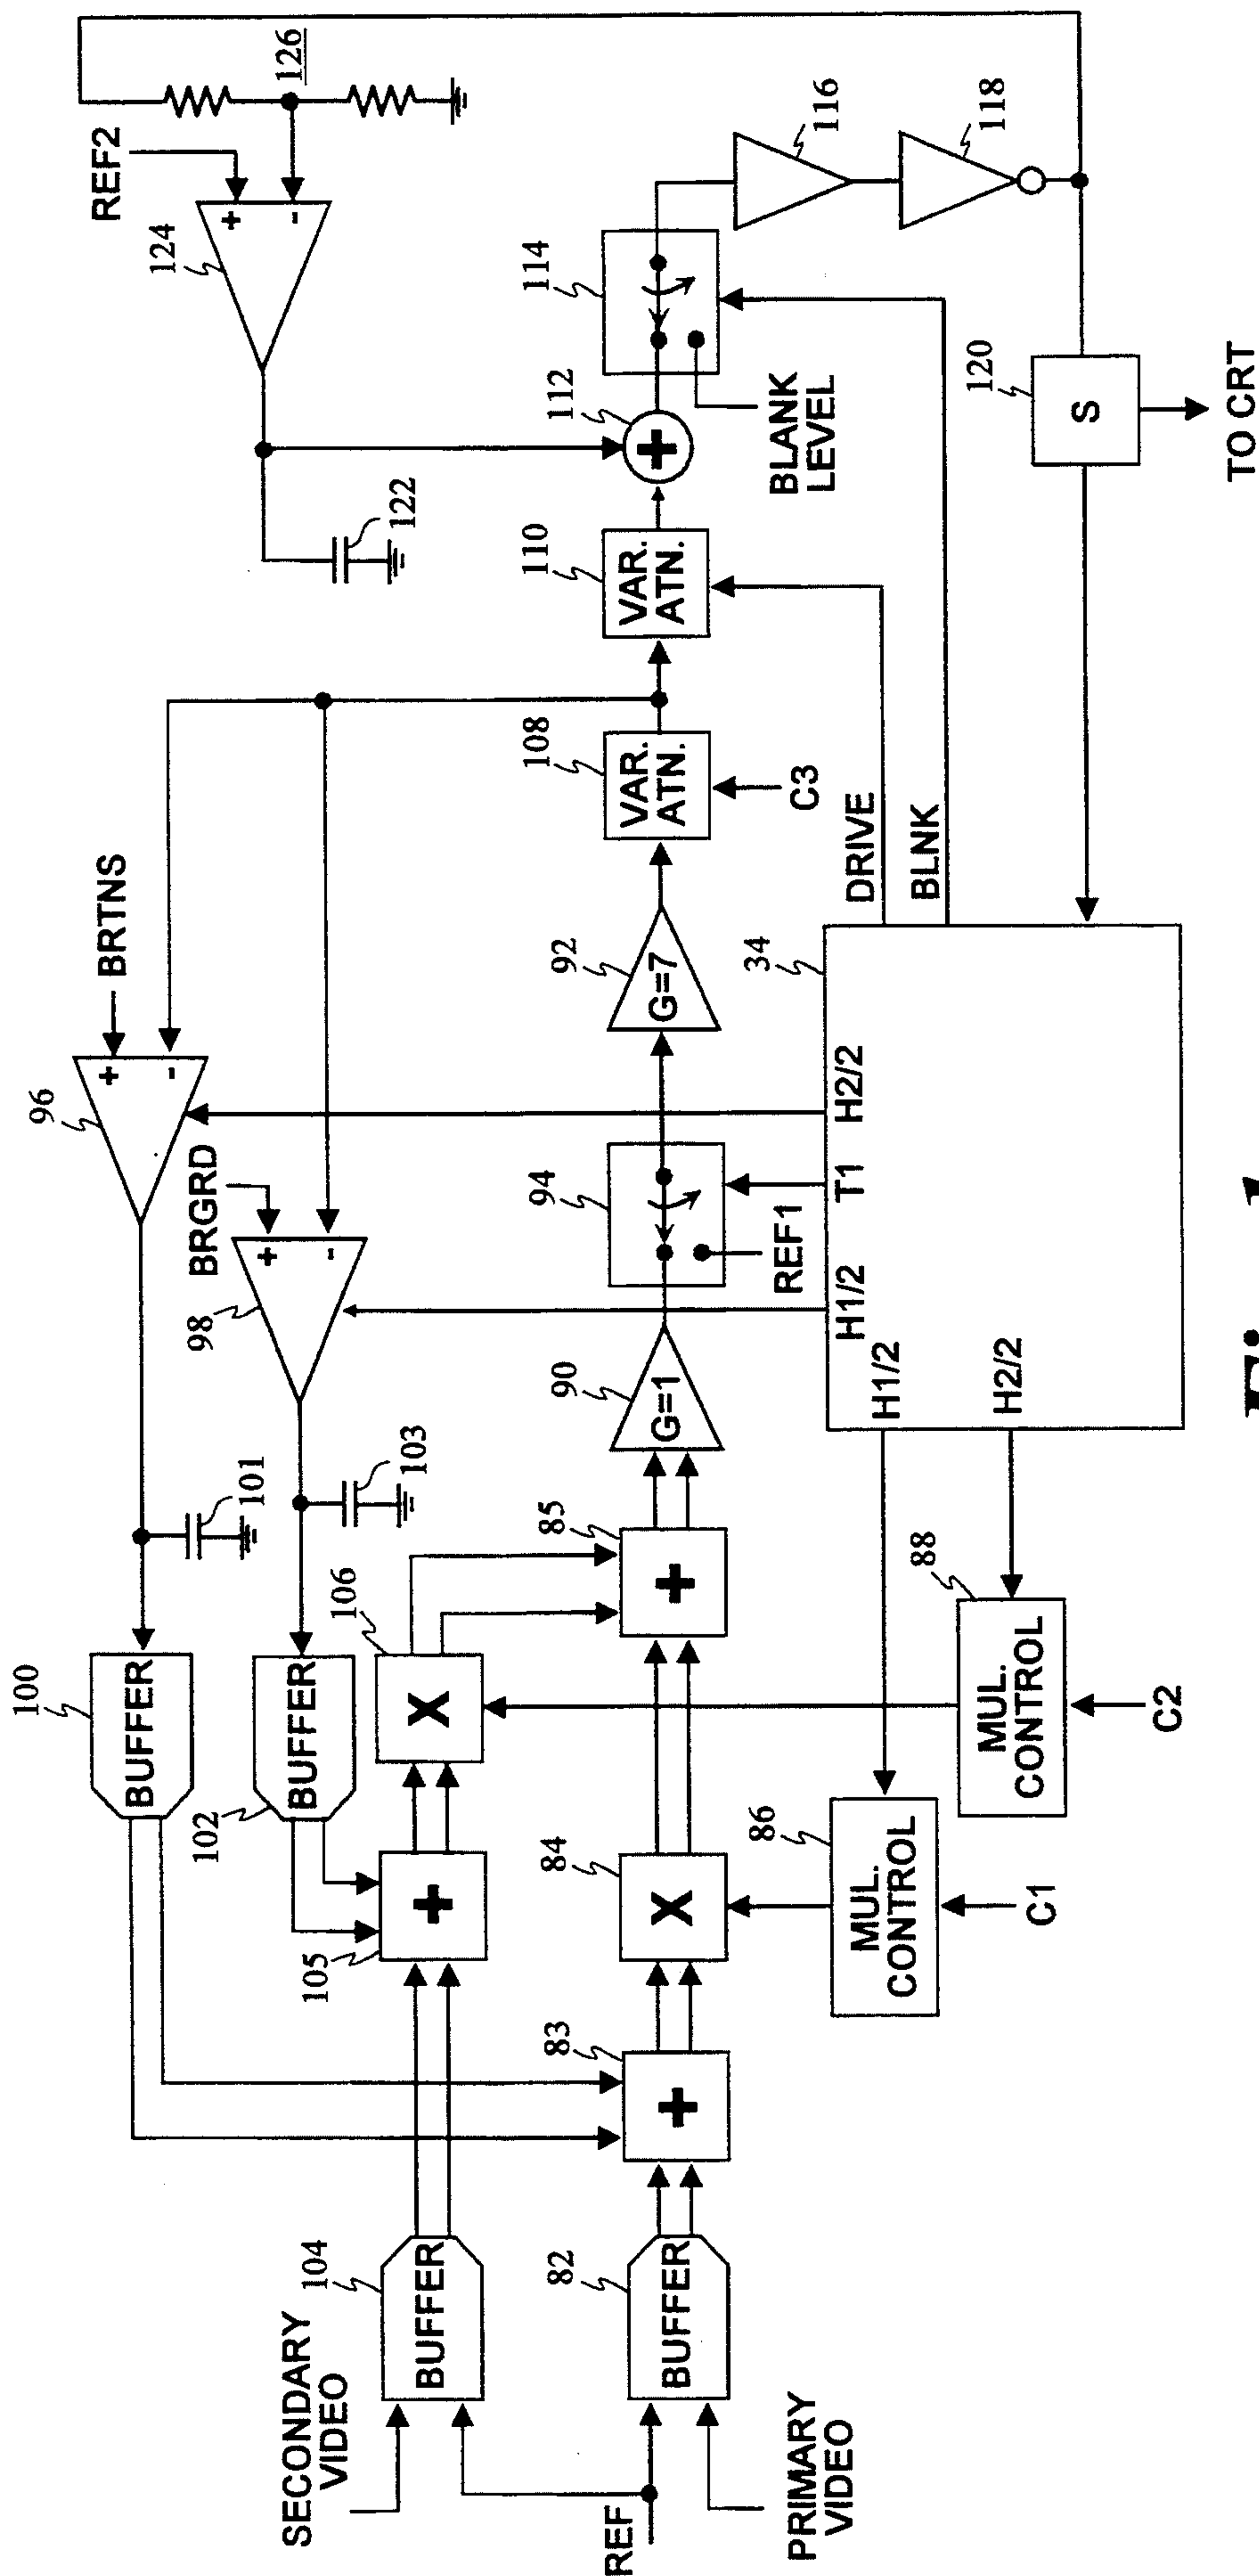 SECONDARY
VIDEO
REF
PRIMARY
VIDEO
104
BUFFER
82
BUFFER
100
BUFFER
102
BUFFER
105
+
83
+
106
X
84
X
86
MUL.
CONTROL
C1
88
MUL.
CONTROL
C2
85
+
101
103
90
G=1
96
+
-
BRTNS
98
+
-
BRGRD
94
REF1
92
G=7
H1/2
H2/2
H1/2
T1
H2/2
34
DRIVE
BLNK
108
VAR.
ATN.
C3
110
VAR.
ATN.
112
+
114
BLANK
LEVEL
122
124
+
-
REF2
126
116
118
120
S
TO CRT